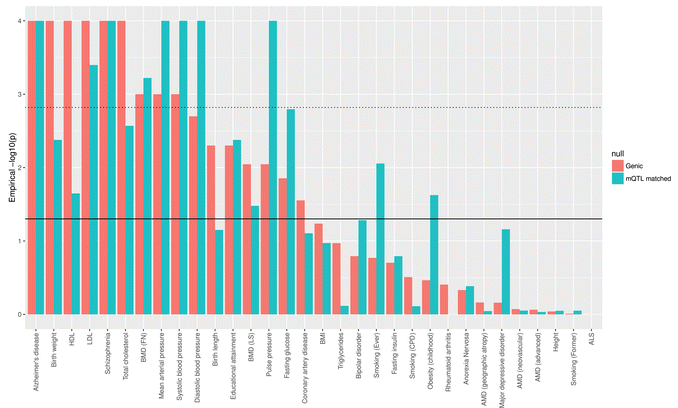 Empirical −log10(p)
4
3
2
1
0
null
Genic
mQTL matched
Alzheimer's disease
Birth weight
HDL
LDL
Schizophrenia
Total cholesterol
BMD (FN)
Mean arterial pressure
Systolic blood pressure
Diastolic blood pressure
Birth length
Educational attainment
BMD (LS)
Pulse pressure
Fasting glucose
Coronary artery disease
BMI
Triglycerides
Bipolar disorder
Smoking (Ever)
Fasting insulin
Smoking (CPD)
Obesity (childhood)
Rheumatoid arthritis
Anorexia Nervosa
AMD (geographic atropy)
Major depressive disorder
AMD (neovascular)
AMD (advanced)
Height
Smoking (Former)
ALS